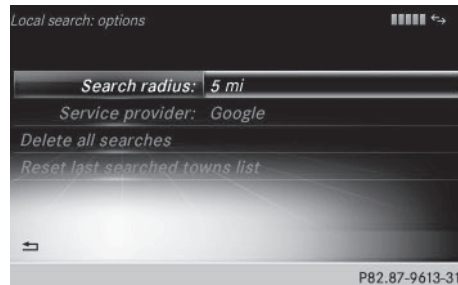 Local search: options
Search radius: 5 mi
Service provider: Google
Delete all searches
Reset last searched towns list
P82.87-9613-31